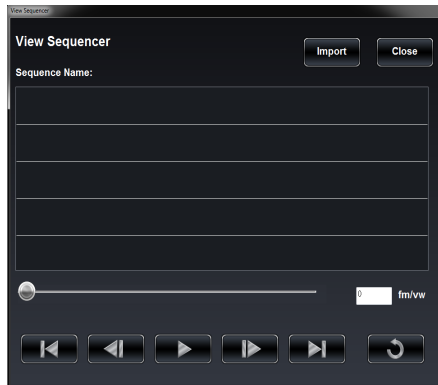 View Sequencer
View Sequencer
Import
Close
Sequence Name:
0
fm/vw